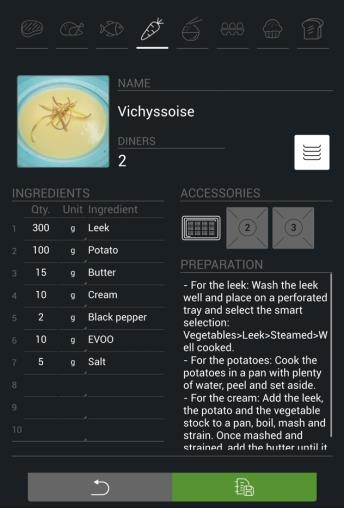 NAME
Vichyssoise
DINERS
2
INGREDIENTS
Qty. Unit Ingredient
1 300 g Leek
2 100 g Potato
3 15 g Butter
4 10 g Cream
5 2 g Black pepper
6 10 g EVOO
7 5 g Salt
8
9
10
ACCESSORIES
2 3
PREPARATION
- For the leek: Wash the leek
well and place on a perforated
tray and select the smart
selection:
Vegetables>Leek>Steamed>W
ell cooked.
- For the potatoes: Cook the
potatoes in a pan with plenty
of water, peel and set aside.
- For the cream: Add the leek,
the potato and the vegetable
stock to a pan, boil, mash and
strain. Once mashed and
strained, add the butter until it